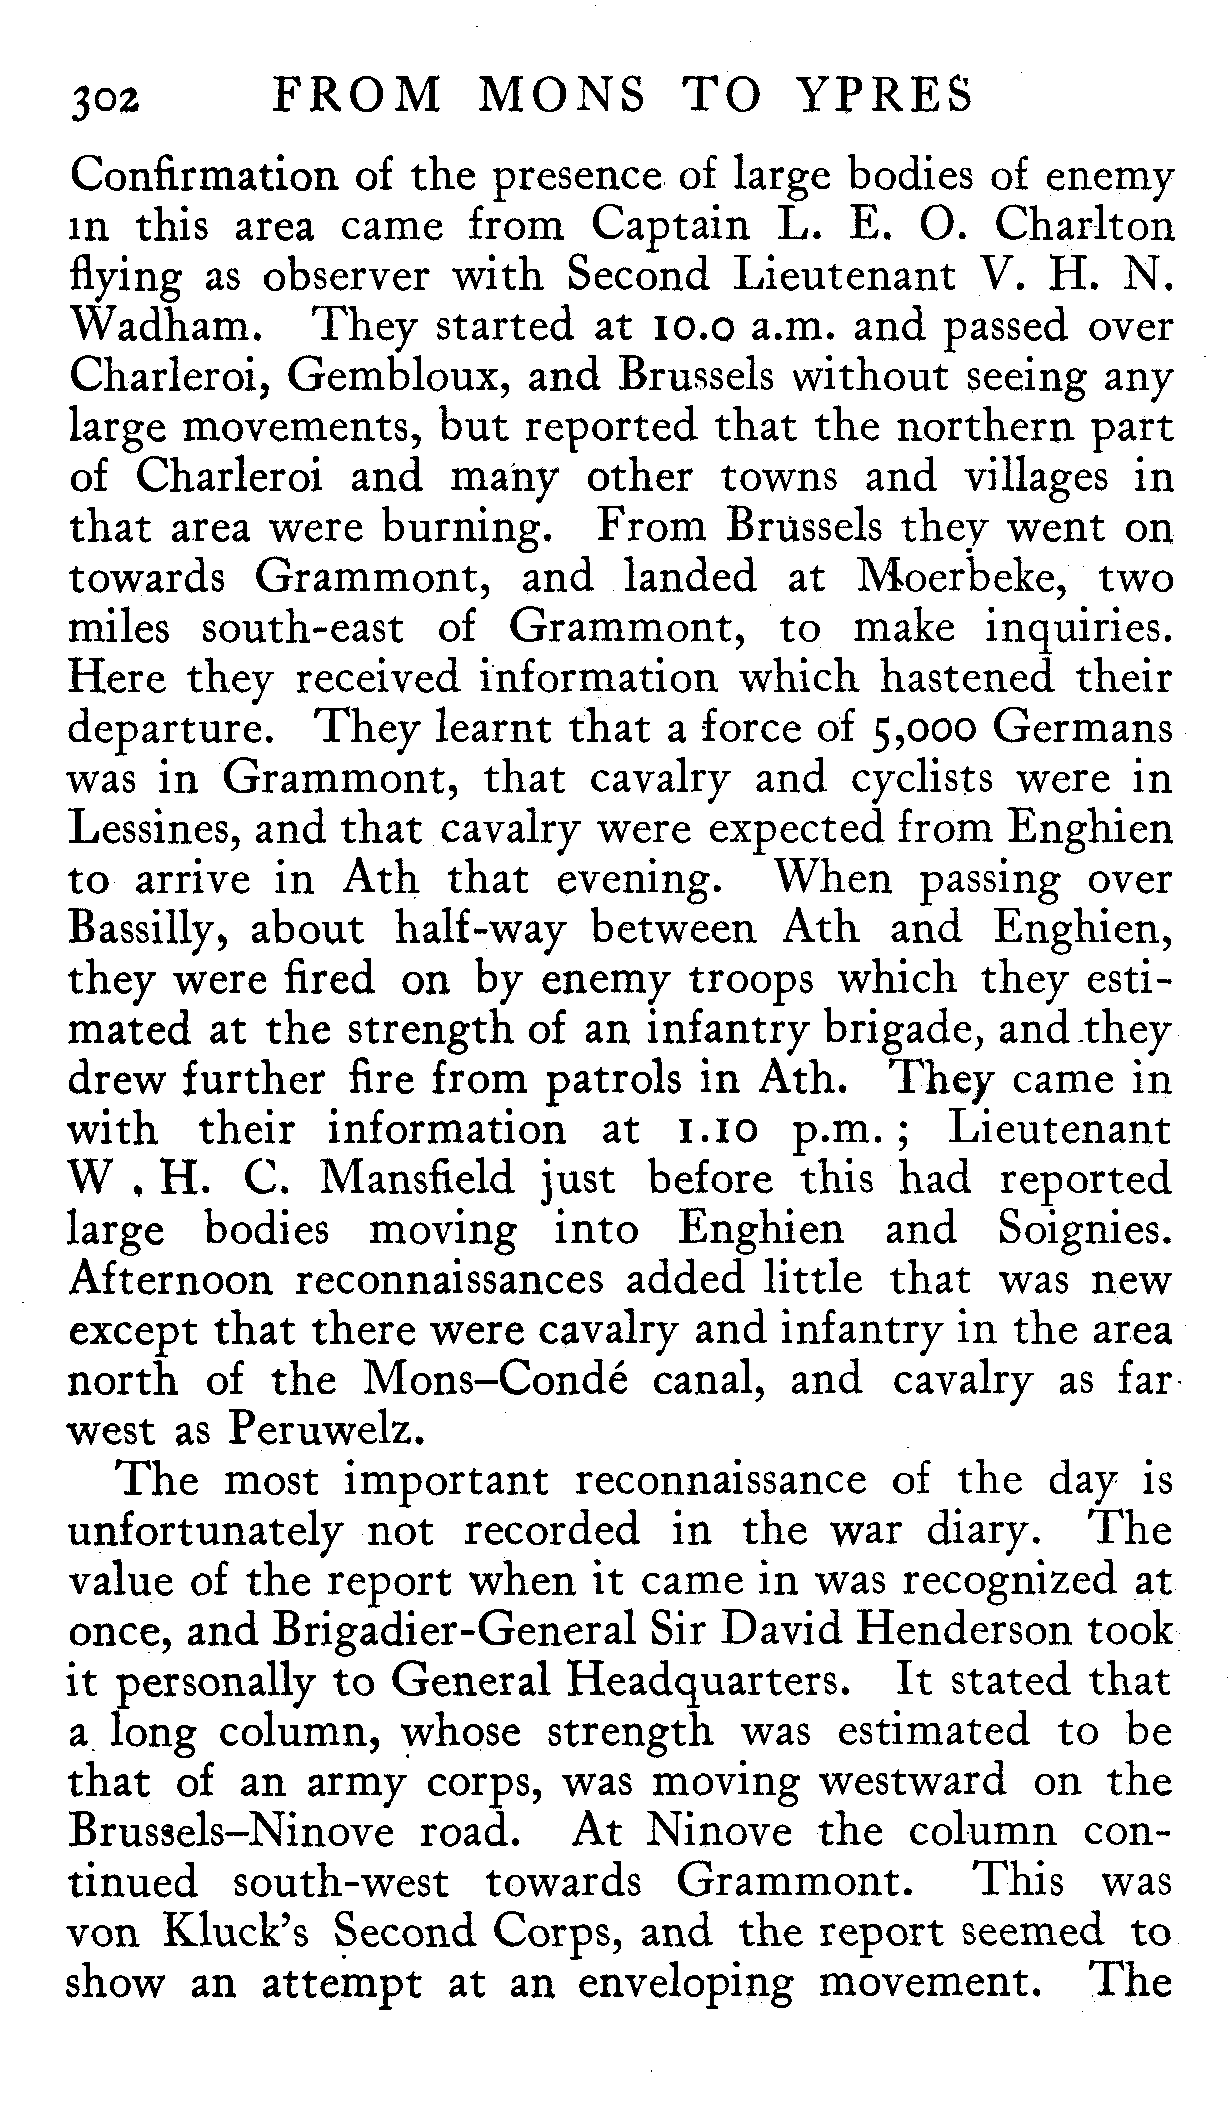 302 FROM MONS TO YPRES
Confirmation of the presence of large bodies of enemy
in this area came from Captain L. E. O. Charlton
flying as observer with Second Lieutenant V. H. N.
Wadham. They started at 10.0 a.m. and passed over
Charleroi, Gembloux, and Brussels without seeing any
large movements, but reported that the northern part
of Charleroi and many other towns and villages in
that area were burning. From Brussels they went on
towards Grammont, and landed at Moerbeke, two
miles south-east of Grammont, to make inquiries.
Here they received information which hastened their
departure. They learnt that a force of 5,000 Germans
was in Grammont, that cavalry and cyclists were in
Lessines, and that cavalry were expected from Enghien
to arrive in Ath that evening. When passing over
Bassilly, about half-way between Ath and Enghien,
they were fired on by enemy troops which they esti-
mated at the strength of an infantry brigade, and they
drew further fire from patrols in Ath. They came in
with their information at 1.10 p.m. ; Lieutenant
W . H. C. Mansfield just before this had reported
large bodies moving into Enghien and Soignies.
Afternoon reconnaissances added little that was new
except that there were cavalry and infantry in the area
north of the Mons–Condé canal, and cavalry as far
west as Peruwelz.
The most important reconnaissance of the day is
unfortunately not recorded in the war diary. The
value of the report when it came in was recognized at
once, and Brigadier-General Sir David Henderson took
it personally to General Headquarters. It stated that
a long column, whose strength was estimated to be
that of an army corps, was moving westward on the
Brussels–Ninove road. At Ninove the column con-
tinued south-west towards Grammont. This was
von Kluck's Second Corps, and the report seemed to
show an attempt at an enveloping movement. The